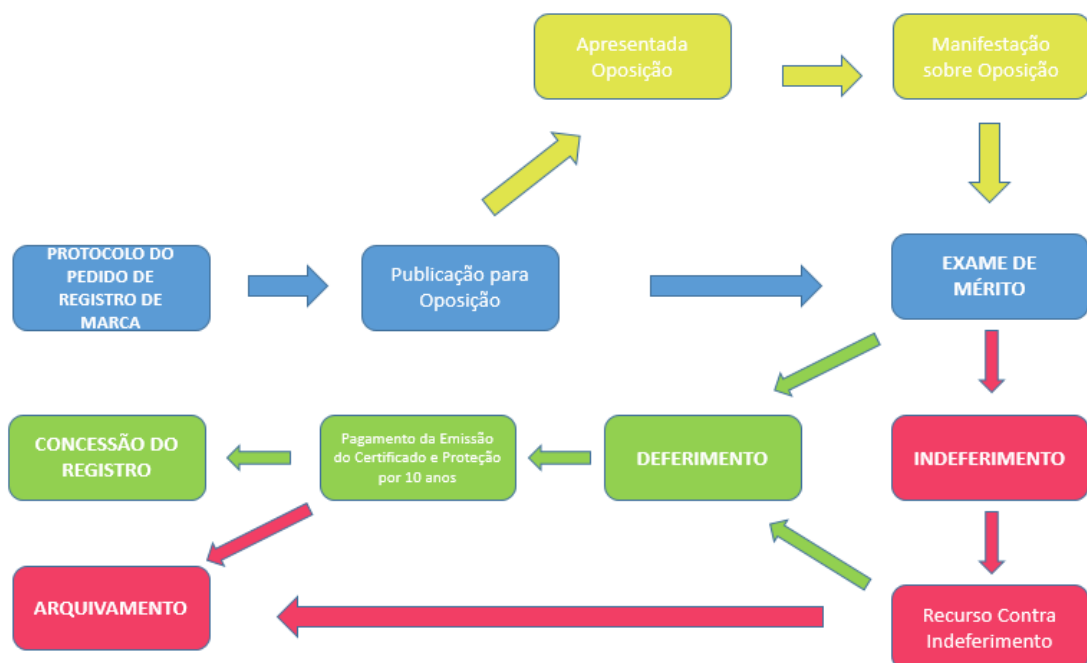 Apresentada
Oposição
Manifestação
sobre Oposição
PROTOCOLO DO
PEDIDO DE
REGISTRO DE
MARCA
Publicação para
Oposição
EXAME DE
MÉRITO
CONCESSÃO DO
REGISTRO
Pagamento da Emissão
do Certificado e Proteção
por 10 anos
DEFERIMENTO
INDEFERIMENTO
ARQUIVAMENTO
Recurso Contra
Indeferimento